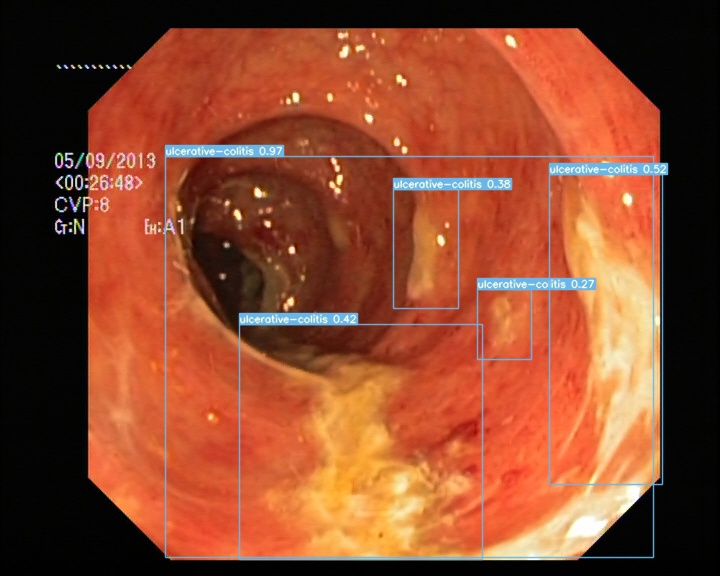 ulcerative-colitis 0.97
05/09/2013
ulcerative-colitis 0.52
<00:26:48>
ulcerative-colitis 0.38
CVP:8
G:N EH:A1
ulcerative-colitis 0.27
ulcerative-colitis 0.42